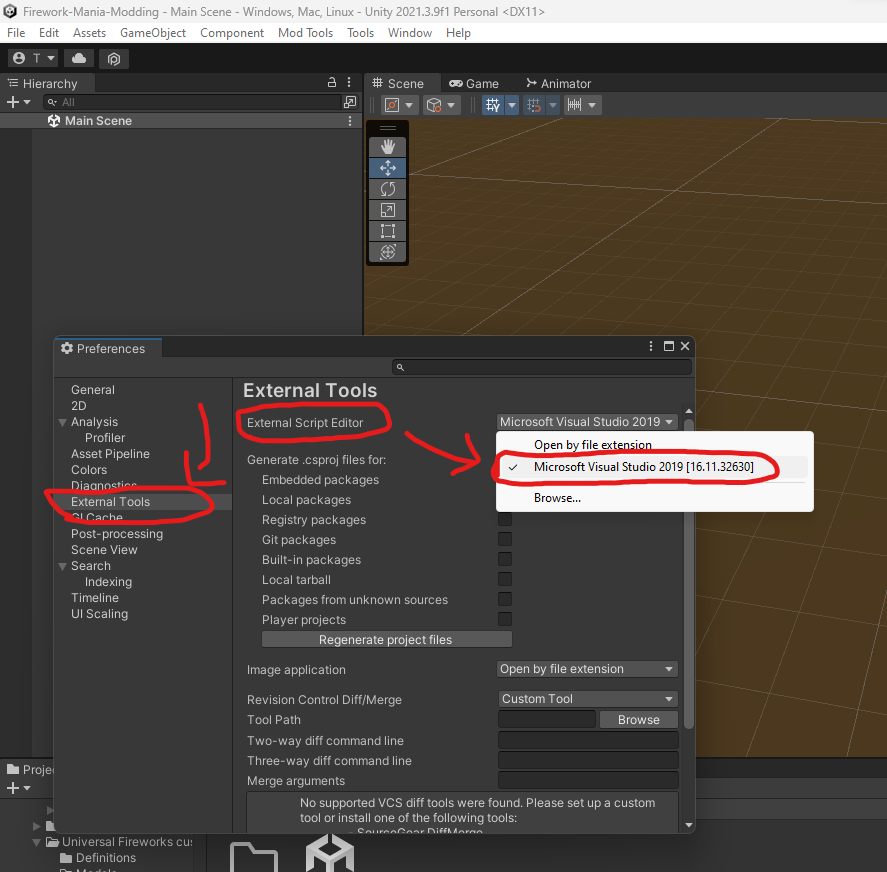 Firework-Mania-Modding - Main Scene - Windows, Mac, Linux - Unity 2021.3.9f1 Personal <DX11>
File Edit Assets GameObject Component Mod Tools Tools Window Help
T
Hierarchy
All
Main Scene
Scene Game Animator
Preferences
General
2D
Analysis
Profiler
Asset Pipeline
Colors
Diagnostics
External Tools
GI Cache
Post-processing
Scene View
Search
Indexing
Timeline
UI Scaling
External Tools
External Script Editor Microsoft Visual Studio 2019
Open by file extension
Microsoft Visual Studio 2019 [16.11.32630]
Browse...
Generate .csproj files for:
Embedded packages
Local packages
Registry packages
Git packages
Built-in packages
Local tarball
Packages from unknown sources
Player projects
Regenerate project files
Image application Open by file extension
Revision Control Diff/Merge Custom Tool
Tool Path Browse
Two-way diff command line
Three-way diff command line
Merge arguments
No supported VCS diff tools were found. Please set up a custom
tool or install one of the following tools:
- SourceGear DiffMerge
Projec
Universal Fireworks cus
Definitions
Models